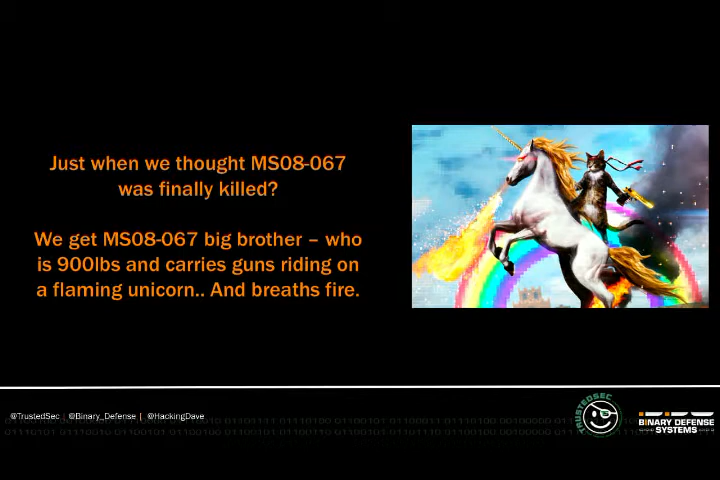 Just when we thought MS08-067
was finally killed?
We get MS08-067 big brother – who
is 900lbs and carries guns riding on
a flaming unicorn.. And breaths fire.
@TrustedSec | @Binary_Defense | @HackingDave
TRUSTEDSEC
BINARY DEFENSE
SYSTEMS